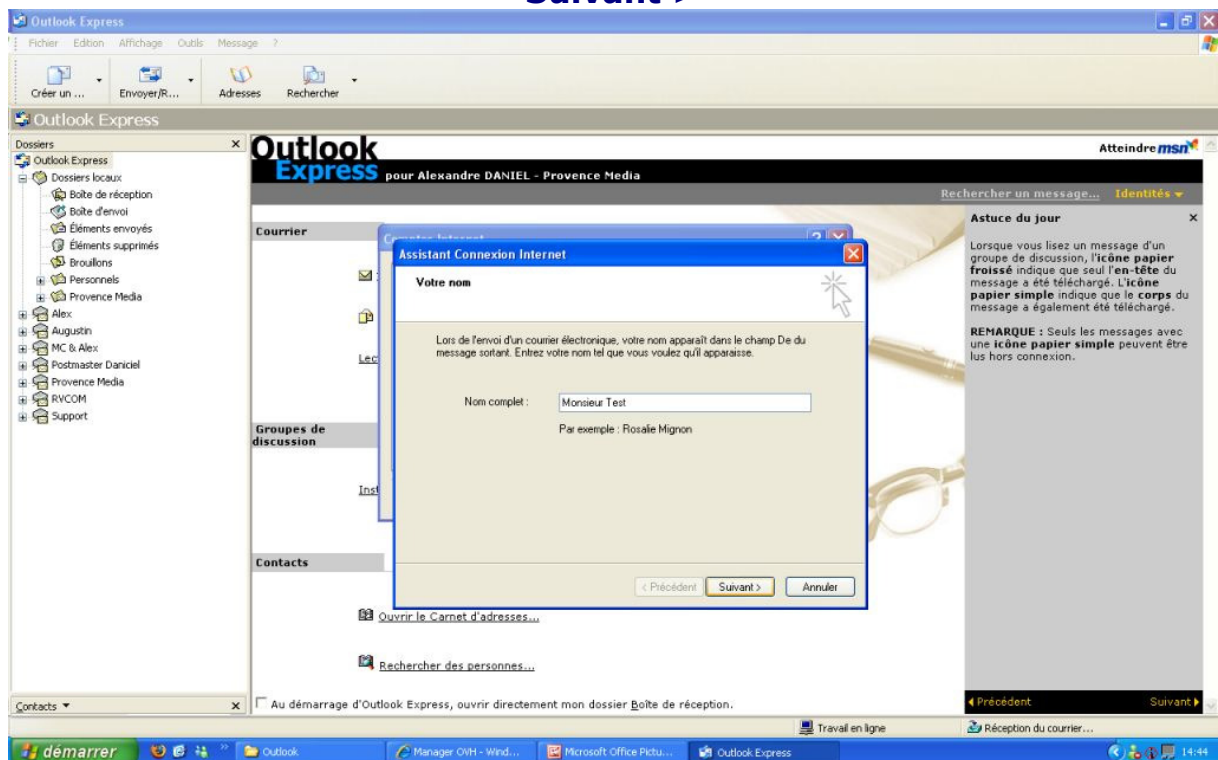 Suivant >
Outlook Express
Fichier Edition Affichage Outils Message ?
Créer un ... Envoyer/R... Adresses Rechercher
Outlook Express
Dossiers x
Outlook Express
Dossiers locaux
Boîte de réception
Boîte d'envoi
Éléments envoyés
Éléments supprimés
Brouillons
Personnels
Provence Media
Alex
Augustin
MC & Alex
Postmaster Daniciel
Provence Media
RVCOM
Support
Contacts x
Outlook
Express pour Alexandre DANIEL - Provence Media
Atteindre msn
Rechercher un message... Identités
Courrier
Lec
Groupes de
discussion
Inst
Contacts
Ouvrir le Carnet d'adresses...
Rechercher des personnes...
Au démarrage d'Outlook Express, ouvrir directement mon dossier Boîte de réception.
Comptes Internet
Assistant Connexion Internet
Votre nom
Lors de l'envoi d'un courrier électronique, votre nom apparaît dans le champ De du
message sortant. Entrez votre nom tel que vous voulez qu'il apparaisse.
Nom complet : Monsieur Test
Par exemple : Rosalie Mignon
< Précédent Suivant > Annuler
Astuce du jour x
Lorsque vous lisez un message d'un
groupe de discussion, l'icône papier
froissé indique que seul l'en-tête du
message a été téléchargé. L'icône
papier simple indique que le corps du
message a également été téléchargé.
REMARQUE : Seuls les messages avec
une icône papier simple peuvent être
lus hors connexion.
Précédent Suivant
Travail en ligne Réception du courrier...
démarrer » Outlook Manager OVH - Wind... Microsoft Office Pictu... Outlook Express 14:44